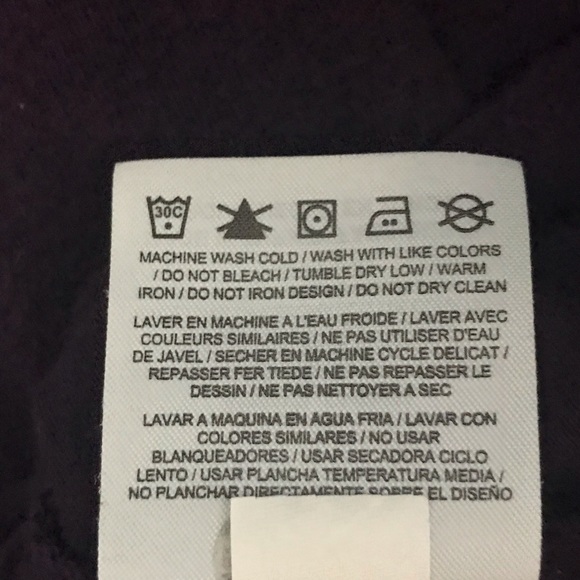 30C
MACHINE WASH COLD / WASH WITH LIKE COLORS
/ DO NOT BLEACH / TUMBLE DRY LOW / WARM
IRON / DO NOT IRON DESIGN / DO NOT DRY CLEAN
LAVER EN MACHINE A L'EAU FROIDE / LAVER AVEC
COULEURS SIMILAIRES / NE PAS UTILISER D'EAU
DE JAVEL / SECHER EN MACHINE CYCLE DELICAT /
REPASSER FER TIEDE / NE PAS REPASSER LE
DESSIN / NE PAS NETTOYER A SEC
LAVAR A MAQUINA EN AGUA FRIA / LAVAR CON
COLORES SIMILARES / NO USAR
BLANQUEADORES / USAR SECADORA CICLO
LENTO / USAR PLANCHA TEMPERATURA MEDIA /
NO PLANCHAR DIRECTAMENTE SOBRE EL DISEÑO